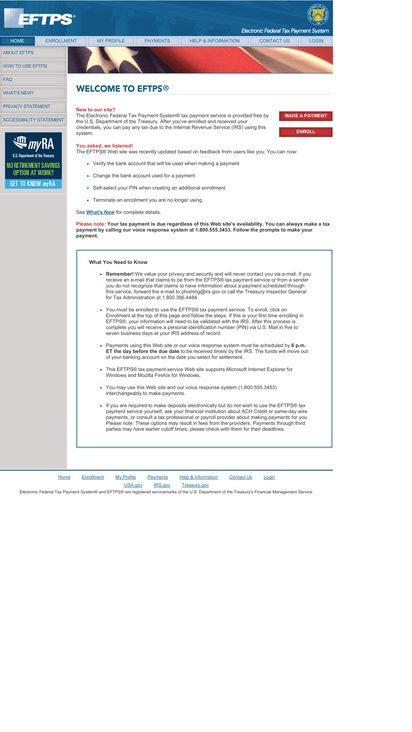 EFTPS®
Electronic Federal Tax Payment System
HOME ENROLLMENT MY PROFILE PAYMENTS HELP & INFORMATION CONTACT US LOGIN
ABOUT EFTPS
HOW TO USE EFTPS
FAQ
WHAT'S NEW?
PRIVACY STATEMENT
ACCESSIBILITY STATEMENT
myRA
U.S. Department of the Treasury
NO RETIREMENT SAVINGS
OPTION AT WORK?
GET TO KNOW myRA
WELCOME TO EFTPS®
New to our site?
The Electronic Federal Tax Payment System® tax payment service is provided free by
the U.S. Department of the Treasury. After you've enrolled and received your
credentials, you can pay any tax due to the Internal Revenue Service (IRS) using this
system.
MAKE A PAYMENT
ENROLL
You asked, we listened!
The EFTPS® Web site was recently updated based on feedback from users like you. You can now:
• Verify the bank account that will be used when making a payment
• Change the bank account used for a payment
• Self-select your PIN when creating an additional enrollment
• Terminate an enrollment you are no longer using
See What's New for complete details.
Please note: Your tax payment is due regardless of this Web site's availability. You can always make a tax
payment by calling our voice response system at 1.800.555.3453. Follow the prompts to make your
payment.
What You Need to Know
• Remember! We value your privacy and security and will never contact you via e-mail. If you
receive an e-mail that claims to be from the EFTPS® tax payment service or from a sender
you do not recognize that claims to have information about a payment scheduled through
this service, forward the e-mail to phishing@irs.gov or call the Treasury Inspector General
for Tax Administration at 1.800.366.4484.
• You must be enrolled to use the EFTPS® tax payment service. To enroll, click on
Enrollment at the top of this page and follow the steps. If this is your first time enrolling in
EFTPS®, your information will need to be validated with the IRS. After this process is
complete you will receive a personal identification number (PIN) via U.S. Mail in five to
seven business days at your IRS address of record.
• Payments using this Web site or our voice response system must be scheduled by 8 p.m.
ET the day before the due date to be received timely by the IRS. The funds will move out
of your banking account on the date you select for settlement.
• This EFTPS® tax payment service Web site supports Microsoft Internet Explorer for
Windows and Mozilla Firefox for Windows.
• You may use this Web site and our voice response system (1.800.555.3453)
interchangeably to make payments.
• If you are required to make deposits electronically but do not wish to use the EFTPS® tax
payment service yourself, ask your financial institution about ACH Credit or same-day wire
payments, or consult a tax professional or payroll provider about making payments for you.
Please note: These options may result in fees from the providers. Payments through third
parties may have earlier cutoff times; please check with them for their deadlines.
Home Enrollment My Profile Payments Help & Information Contact Us Login
USA.gov IRS.gov Treasury.gov
Electronic Federal Tax Payment System® and EFTPS® are registered servicemarks of the U.S. Department of the Treasury's Financial Management Service.